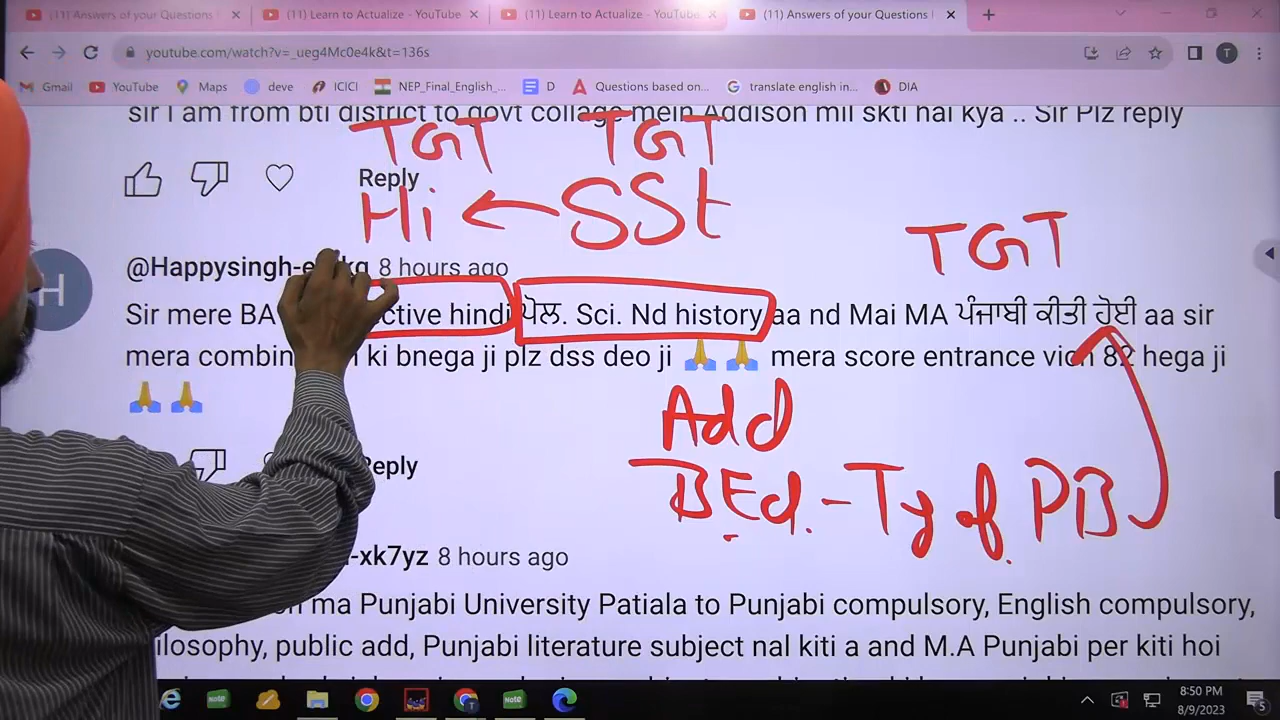 (11) Answers of your Questions
(11) Learn to Actualize - YouTube
(11) Learn to Actualize - YouTube
(11) Answers of your Questions
youtube.com/watch?v=_ueg4Mc0e4k&t=136s
T
Gmail YouTube Maps deve ICICI NEP_Final_English_... D Questions based on... translate english in... DIA
sir I am from bti district to govt collage mein Addison mil skti hai kya .. Sir Plz reply
TGT TGT
Reply
Hi ← SSt
TGT
H
@Happysingh- 8 hours ago
Sir mere BA hindi ਪੋਲ. Sci. Nd history aa nd Mai MA ਪੰਜਾਬੀ ਕੀਤੀ ਹੋਈ aa sir
mera ki bnega ji plz dss deo ji 🙏 🙏 mera score entrance vich 82 hega ji
🙏 🙏
Add
Reply
BEd. - Ty of PB
-xk7yz 8 hours ago
ma Punjabi University Patiala to Punjabi compulsory, English compulsory,
public add, Punjabi literature subject nal kiti a and M.A Punjabi per kiti hoi
Note
Note
8:50 PM
8/9/2023
5